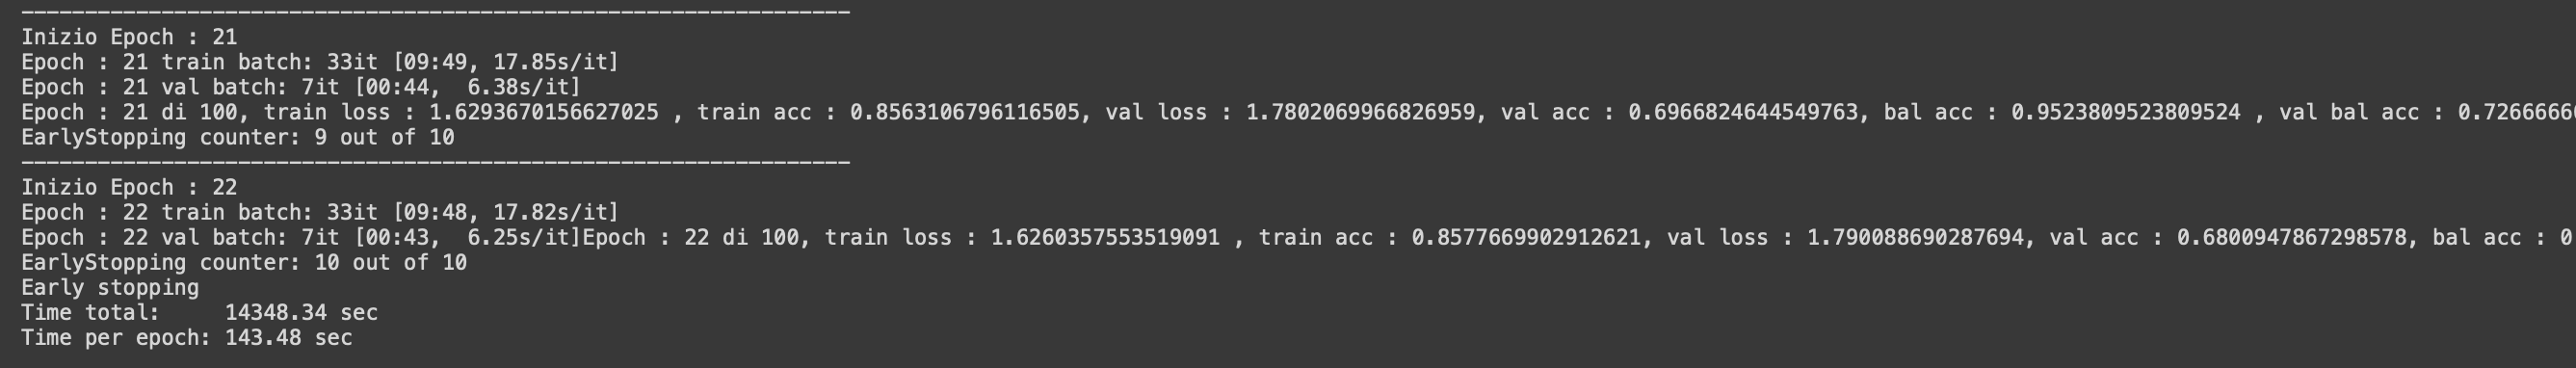 -----------------------------------------------------------------
Inizio Epoch : 21
Epoch : 21 train batch: 33it [09:49, 17.85s/it]
Epoch : 21 val batch: 7it [00:44,  6.38s/it]
Epoch : 21 di 100, train loss : 1.6293670156627025 , train acc : 0.8563106796116505, val loss : 1.7802069966826959, val acc : 0.6966824644549763, bal acc : 0.9523809523809524 , val bal acc : 0.7266666
EarlyStopping counter: 9 out of 10
-----------------------------------------------------------------
Inizio Epoch : 22
Epoch : 22 train batch: 33it [09:48, 17.82s/it]
Epoch : 22 val batch: 7it [00:43,  6.25s/it]Epoch : 22 di 100, train loss : 1.6260357553519091 , train acc : 0.8577669902912621, val loss : 1.790088690287694, val acc : 0.6800947867298578, bal acc : 0
EarlyStopping counter: 10 out of 10
Early stopping
Time total:     14348.34 sec
Time per epoch: 143.48 sec